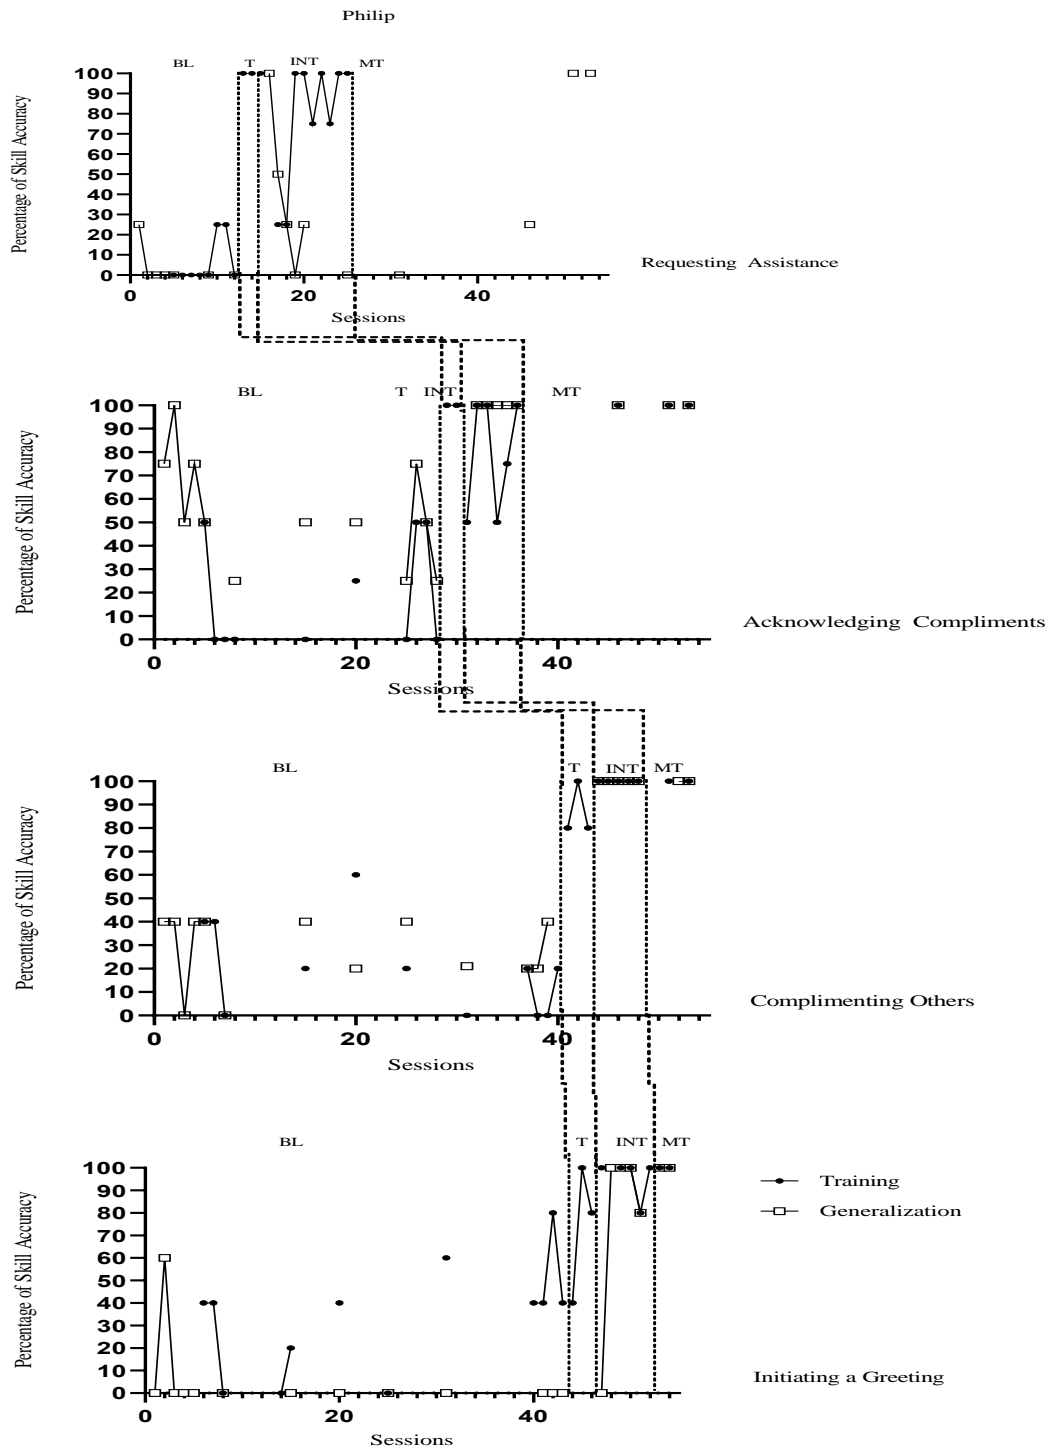 Philip
BL T INT MT
100
90
80
70
60
50
40
30
20
10
0
Percentage of Skill Accuracy
0 20 40
Sessions
Requesting Assistance
BL T INT MT
100
90
80
70
60
50
40
30
20
10
0
Percentage of Skill Accuracy
0 20 40
Sessions
Acknowledging Compliments
BL T INT MT
100
90
80
70
60
50
40
30
20
10
0
Percentage of Skill Accuracy
0 20 40
Sessions
Complimenting Others
BL T INT MT
100
90
80
70
60
50
40
30
20
10
0
Percentage of Skill Accuracy
0 20 40
Sessions
Training
Generalization
Initiating a Greeting